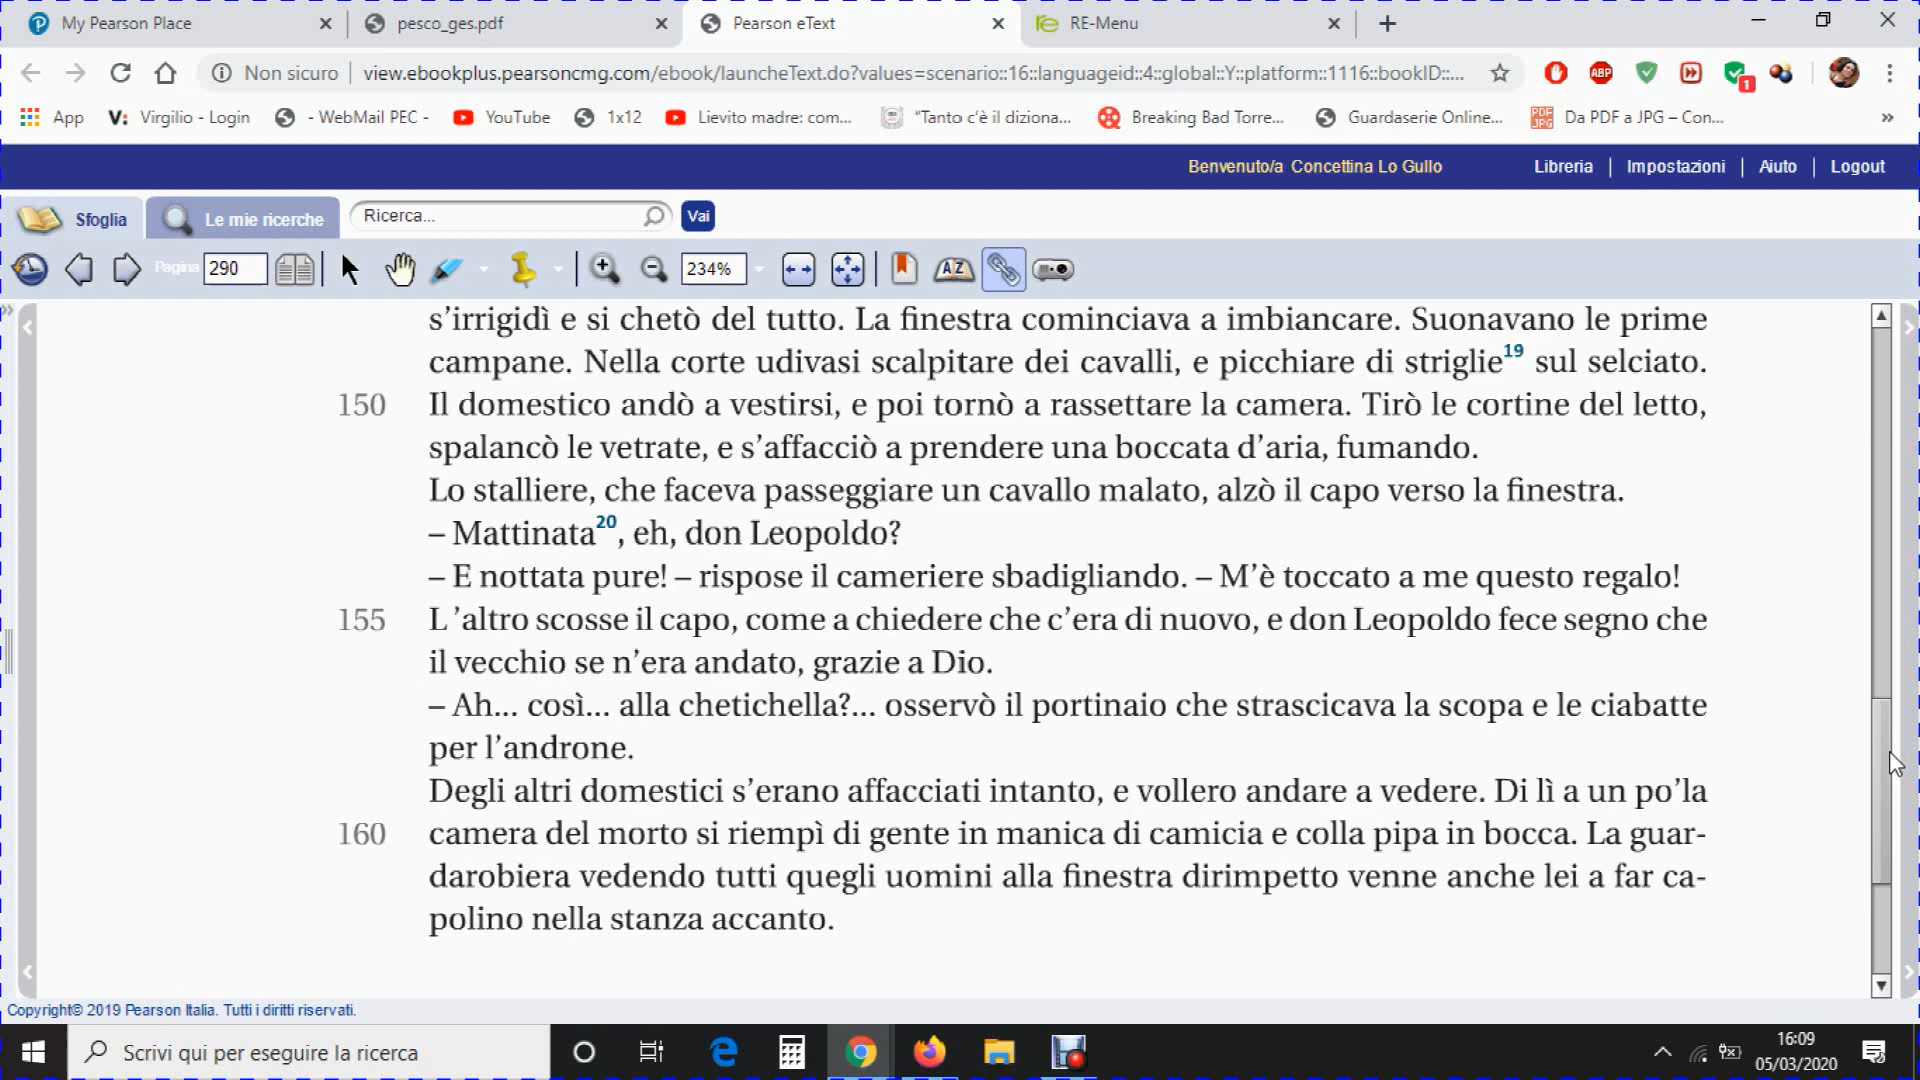 My Pearson Place
pesco_ges.pdf
Pearson eText
RE-Menu
Non sicuro
view.ebookplus.pearsoncmg.com/ebook/launcheText.do?values=scenario::16::languageid::4::global::Y::platform::1116::bookID::...
ABP
1
App
Virgilio - Login
- WebMail PEC -
YouTube
1x12
Lievito madre: com...
"Tanto c'è il diziona...
Breaking Bad Torre...
Guardaserie Online...
PDF JPG
Da PDF a JPG – Con...
»
Benvenuto/a Concettina Lo Gullo
Libreria | Impostazioni | Aiuto | Logout
Sfoglia
Le mie ricerche
Ricerca...
Vai
Pagina
290
234%
AZ
s'irrigidì e si chetò del tutto. La finestra cominciava a imbiancare. Suonavano le prime
campane. Nella corte udivasi scalpitare dei cavalli, e picchiare di striglie19 sul selciato.
150 Il domestico andò a vestirsi, e poi tornò a rassettare la camera. Tirò le cortine del letto,
spalancò le vetrate, e s'affacciò a prendere una boccata d'aria, fumando.
Lo stalliere, che faceva passeggiare un cavallo malato, alzò il capo verso la finestra.
– Mattinata20, eh, don Leopoldo?
– E nottata pure! – rispose il cameriere sbadigliando. – M'è toccato a me questo regalo!
155 L 'altro scosse il capo, come a chiedere che c'era di nuovo, e don Leopoldo fece segno che
il vecchio se n'era andato, grazie a Dio.
– Ah... così... alla chetichella?... osservò il portinaio che strascicava la scopa e le ciabatte
per l'androne.
Degli altri domestici s'erano affacciati intanto, e vollero andare a vedere. Di lì a un po'la
160 camera del morto si riempì di gente in manica di camicia e colla pipa in bocca. La guar-
darobiera vedendo tutti quegli uomini alla finestra dirimpetto venne anche lei a far ca-
polino nella stanza accanto.
Copyright© 2019 Pearson Italia. Tutti i diritti riservati.
Scrivi qui per eseguire la ricerca
16:09
05/03/2020